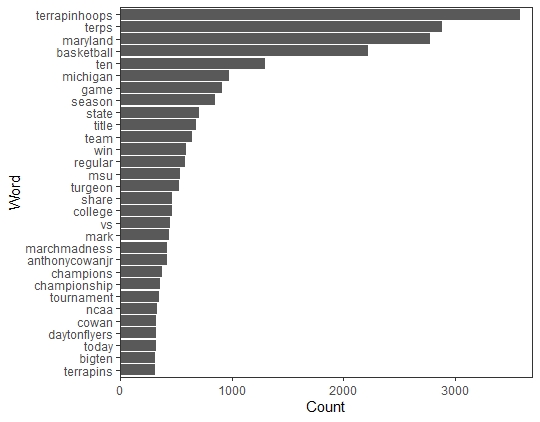 terrapinhoops
terps
maryland
basketball
ten
michigan
game
season
state
title
team
win
regular
msu
turgeon
share
college
vs
mark
marchmadness
anthonycowanjr
champions
championship
tournament
ncaa
cowan
daytonflyers
today
bigten
terrapins
Word
0 1000 2000 3000
Count